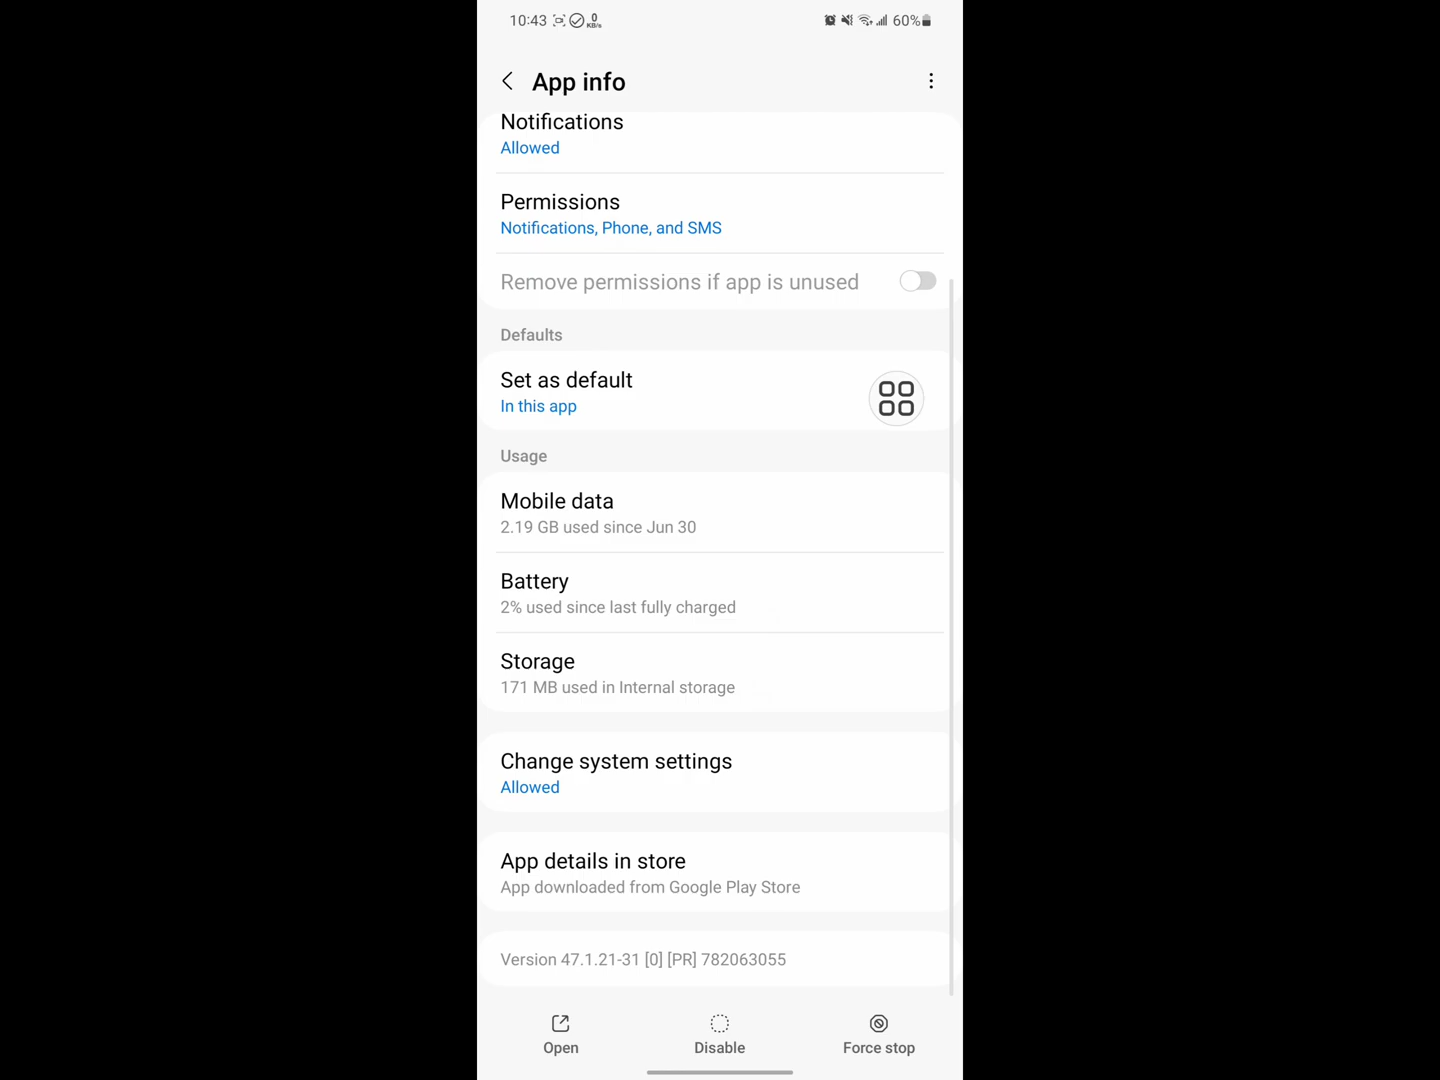 10:43 0 KB/s 60%
App info
Notifications
Allowed
Permissions
Notifications, Phone, and SMS
Remove permissions if app is unused
Defaults
Set as default
In this app
Usage
Mobile data
2.19 GB used since Jun 30
Battery
2% used since last fully charged
Storage
171 MB used in Internal storage
Change system settings
Allowed
App details in store
App downloaded from Google Play Store
Version 47.1.21-31 [0] [PR] 782063055
Open Disable Force stop